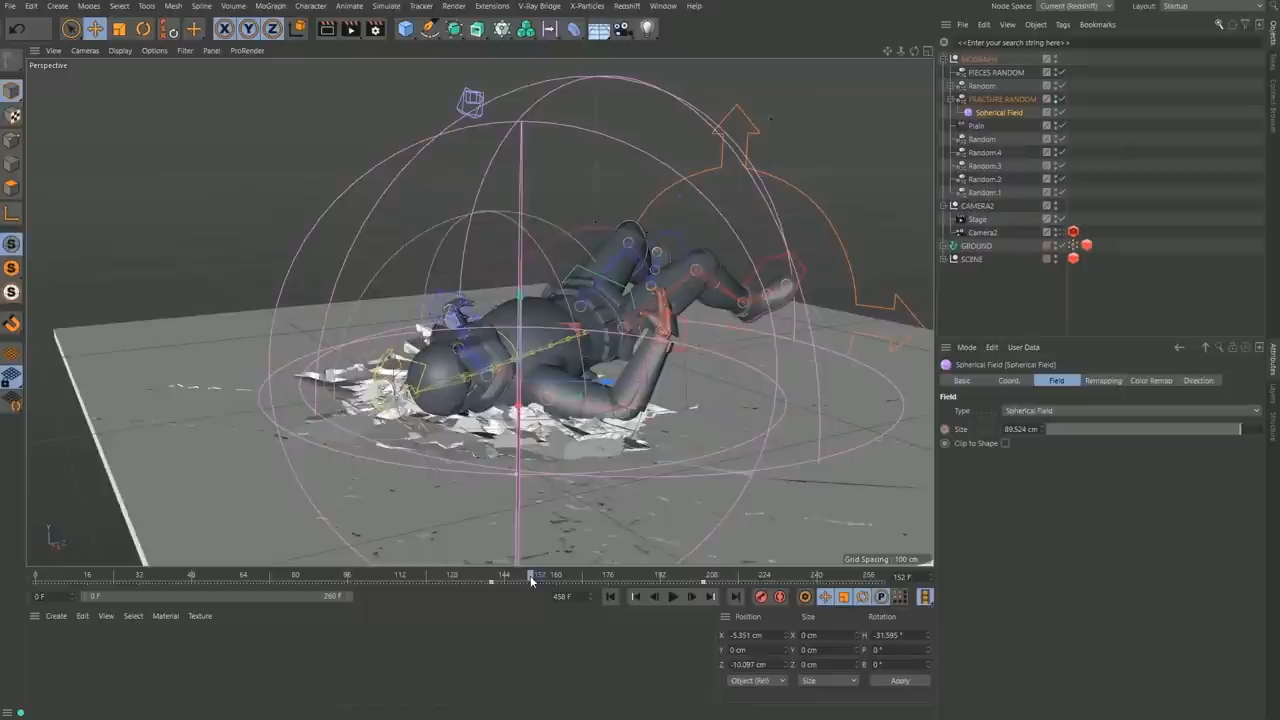 File Edit Create Modes Select Tools Mesh Spline Volume MoGraph Character Animate Simulate Tracker Render Extensions V-Ray Bridge X-Particles Redshift Window Help
Node Space: Current (Redshift) Layout: Startup
File Edit View Object Tags Bookmarks
View Cameras Display Options Filter Panel ProRender
<<Enter your search string here>>
Perspective
PIECES RANDOM
Random
FRACTURE RANDOM
Spherical Field
Plain
Random
Random.4
Random.3
Random.2
Random.1
CAMERA2
Stage
Camera2
GROUND
SCENE
Objects
Takes
Content Browser
Mode Edit User Data
Attributes
Layers
Structure
Spherical Field [Spherical Field]
Basic Coord. Field Remapping Color Remap Direction
Field
Type Spherical Field
Size 89.524 cm
Clip to Shape
Y
Grid Spacing : 100 cm
0 16 32 48 64 80 96 112 128 144 152 160 176 192 208 224 240 256 152 F
0 F 0 F 260 F 458 F
Create Edit View Select Material Texture
Position Size Rotation
X -5.351 cm X 0 cm H -31.595 °
Y 0 cm Y 0 cm P 0 °
Z -10.097 cm Z 0 cm B 0 °
Object (Rel) Size Apply